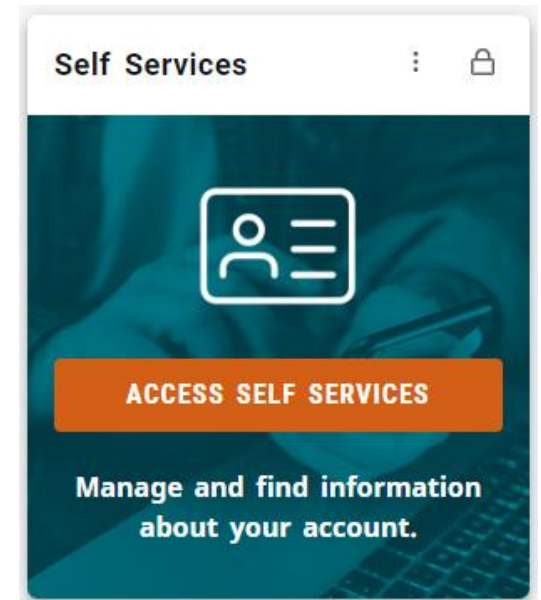 Self Services
ACCESS SELF SERVICES
Manage and find information
about your account.